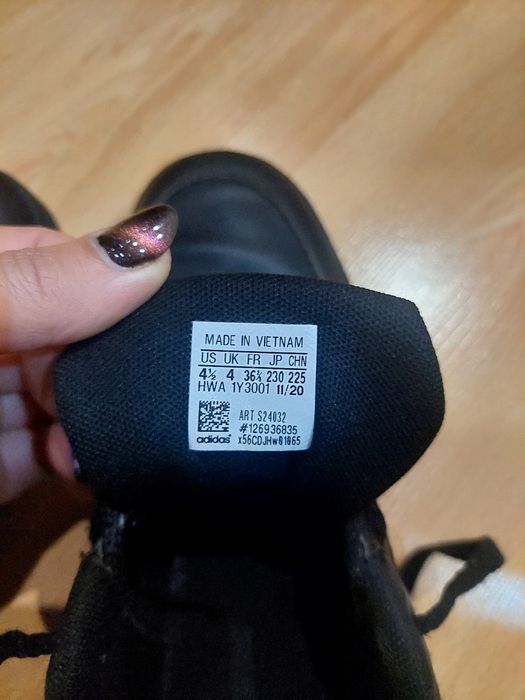 MADE IN VIETNAM
US UK FR JP CHN
4½ 4 36⅔ 230 225
HWA 1Y3001 11/20
ART S24032
#126936835
adidas® x56CDJHw01065